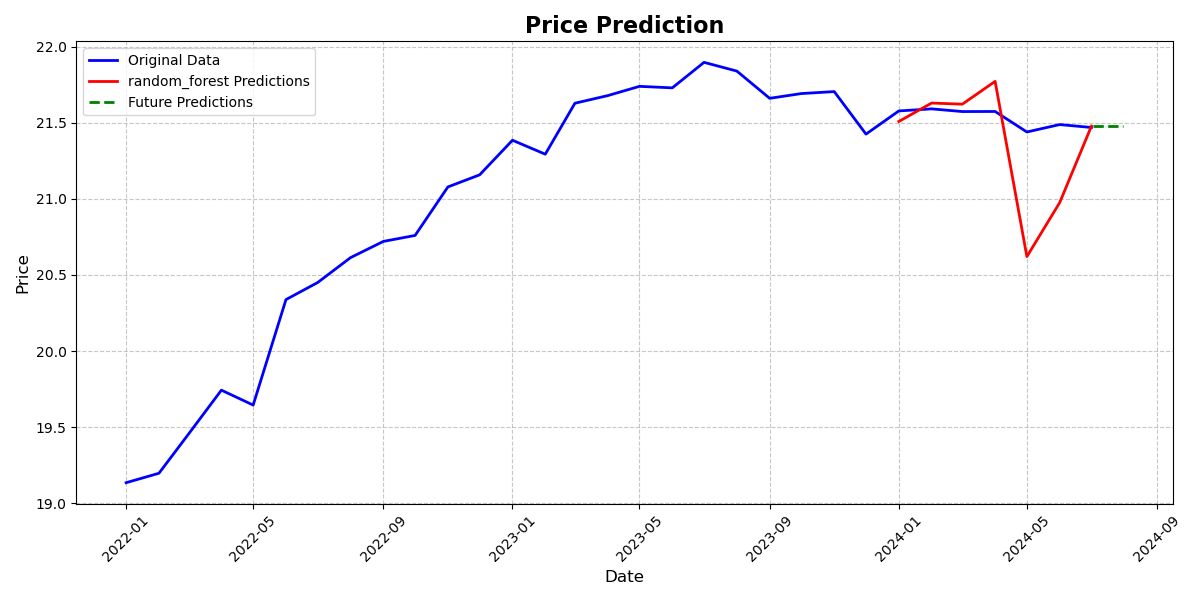 Price Prediction
Original Data
random_forest Predictions
Future Predictions
Price
22.0
21.5
21.0
20.5
20.0
19.5
19.0
2022-01
2022-05
2022-09
2023-01
2023-05
2023-09
2024-01
2024-05
2024-09
Date